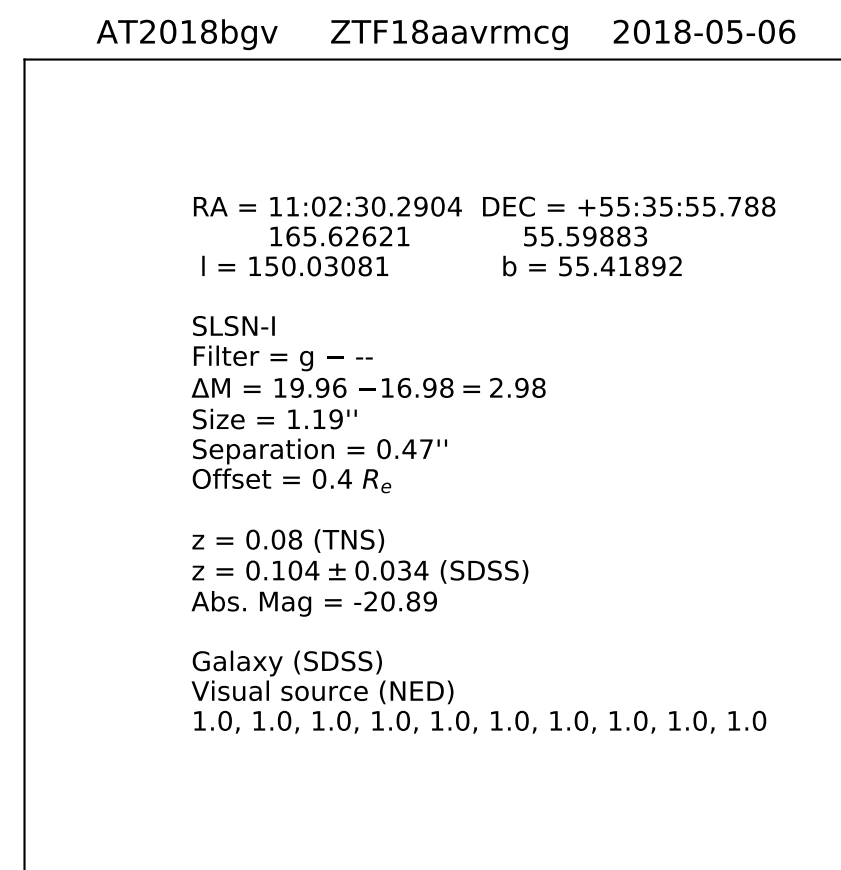 AT2018bgv ZTF18aavrmcg 2018-05-06
RA = 11:02:30.2904 DEC = +55:35:55.788
165.62621 55.59883
l = 150.03081 b = 55.41892
SLSN-I
Filter = g − --
ΔM = 19.96 −16.98 = 2.98
Size = 1.19''
Separation = 0.47''
Offset = 0.4 Re
z = 0.08 (TNS)
z = 0.104 ± 0.034 (SDSS)
Abs. Mag = -20.89
Galaxy (SDSS)
Visual source (NED)
1.0, 1.0, 1.0, 1.0, 1.0, 1.0, 1.0, 1.0, 1.0, 1.0